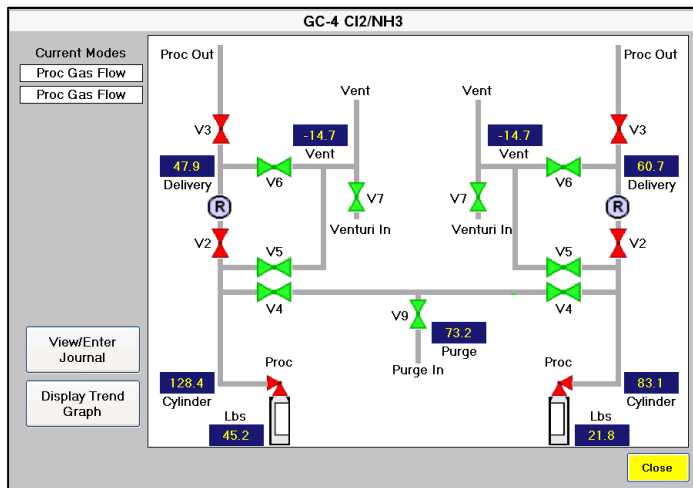 GC-4 Cl2/NH3
Current Modes
Proc Gas Flow
Proc Gas Flow
Proc Out
Proc Out
Vent
Vent
V3
-14.7
-14.7
V3
47.9
Vent
Vent
60.7
Delivery
V6
V6
Delivery
V7
V7
R
R
Venturi In
Venturi In
V2
V5
V5
V2
V4
V4
V9
73.2
Purge
Purge In
View/Enter
Journal
Proc
Proc
128.4
83.1
Cylinder
Cylinder
Display Trend
Graph
Lbs
Lbs
45.2
21.8
Close